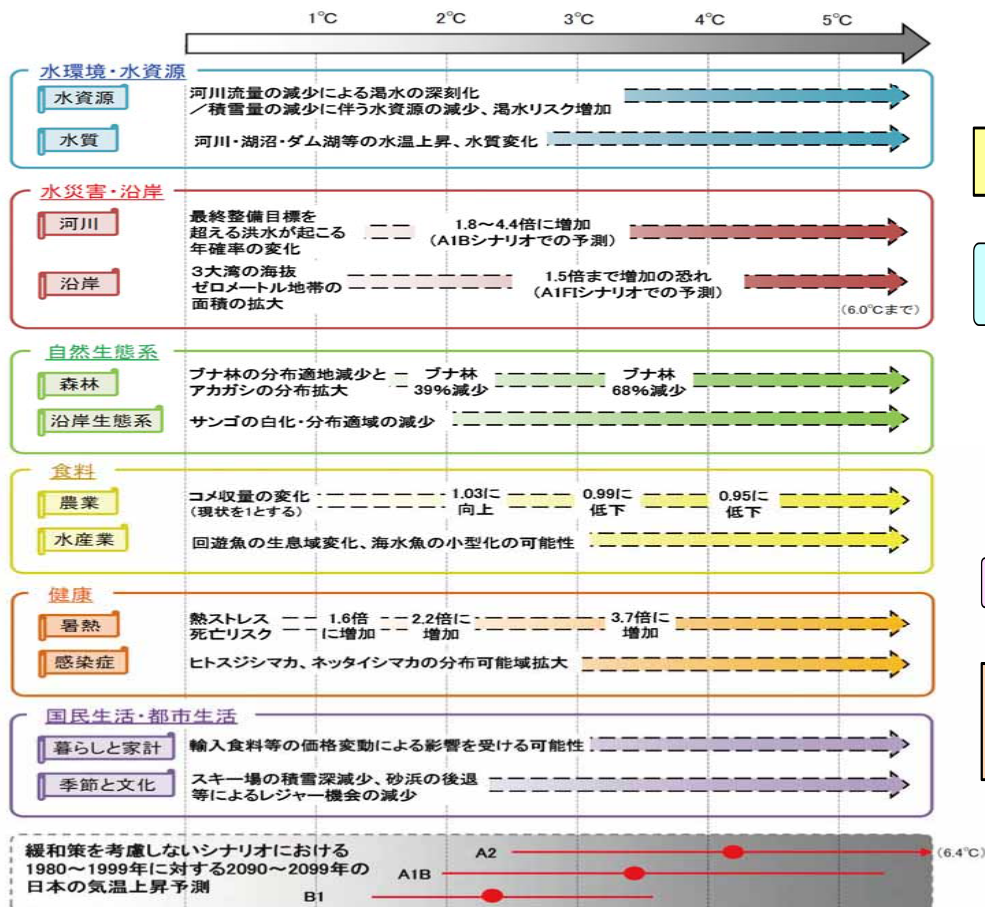 1℃ 2℃ 3℃ 4℃ 5℃
水環境・水資源
水資源
河川流量の減少による渇水の深刻化
／積雪量の減少に伴う水資源の減少、渇水リスク増加
水質
河川・湖沼・ダム湖等の水温上昇、水質変化
水災害・沿岸
河川
最終整備目標を
超える洪水が起こる
年確率の変化
1.8～4.4倍に増加
(A1Bシナリオでの予測)
沿岸
3大湾の海抜
ゼロメートル地帯の
面積の拡大
1.5倍まで増加の恐れ
(A1FIシナリオでの予測)
(6.0℃まで)
自然生態系
森林
ブナ林の分布適地減少と
アカガシの分布拡大
ブナ林
39%減少
ブナ林
68%減少
沿岸生態系
サンゴの白化・分布適域の減少
食料
農業
コメ収量の変化
(現状を1とする)
1.03に
向上
0.99に
低下
0.95に
低下
水産業
回遊魚の生息域変化、海水魚の小型化の可能性
健康
暑熱
熱ストレス
死亡リスク
1.6倍
に増加
2.2倍に
増加
3.7倍に
増加
感染症
ヒトスジシマカ、ネッタイシマカの分布可能域拡大
国民生活・都市生活
暮らしと家計
輸入食料等の価格変動による影響を受ける可能性
季節と文化
スキー場の積雪深減少、砂浜の後退
等によるレジャー機会の減少
緩和策を考慮しないシナリオにおける
1980～1999年に対する2090～2099年の
日本の気温上昇予測
A2
(6.4℃)
A1B
B1